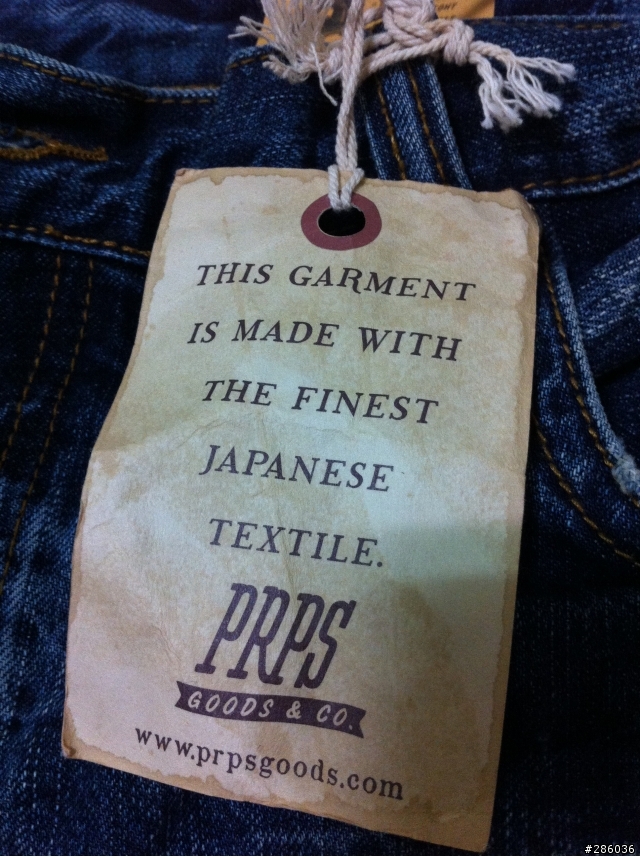 THIS GARMENT
IS MADE WITH
THE FINEST
JAPANESE
TEXTILE.
PRPS
GOODS & CO.
www.prpsgoods.com
#286036